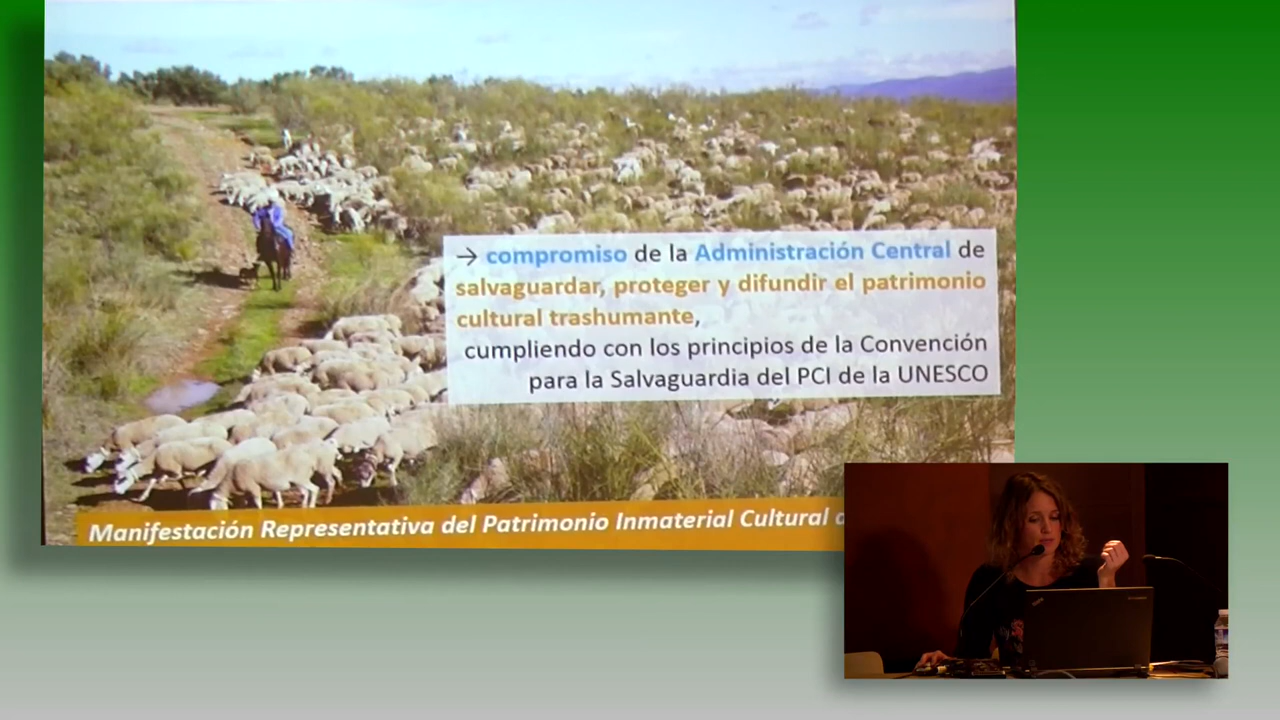 → compromiso de la Administración Central de
salvaguardar, proteger y difundir el patrimonio
cultural trashumante,
cumpliendo con los principios de la Convención
para la Salvaguardia del PCI de la UNESCO
Manifestación Representativa del Patrimonio Inmaterial Cultural